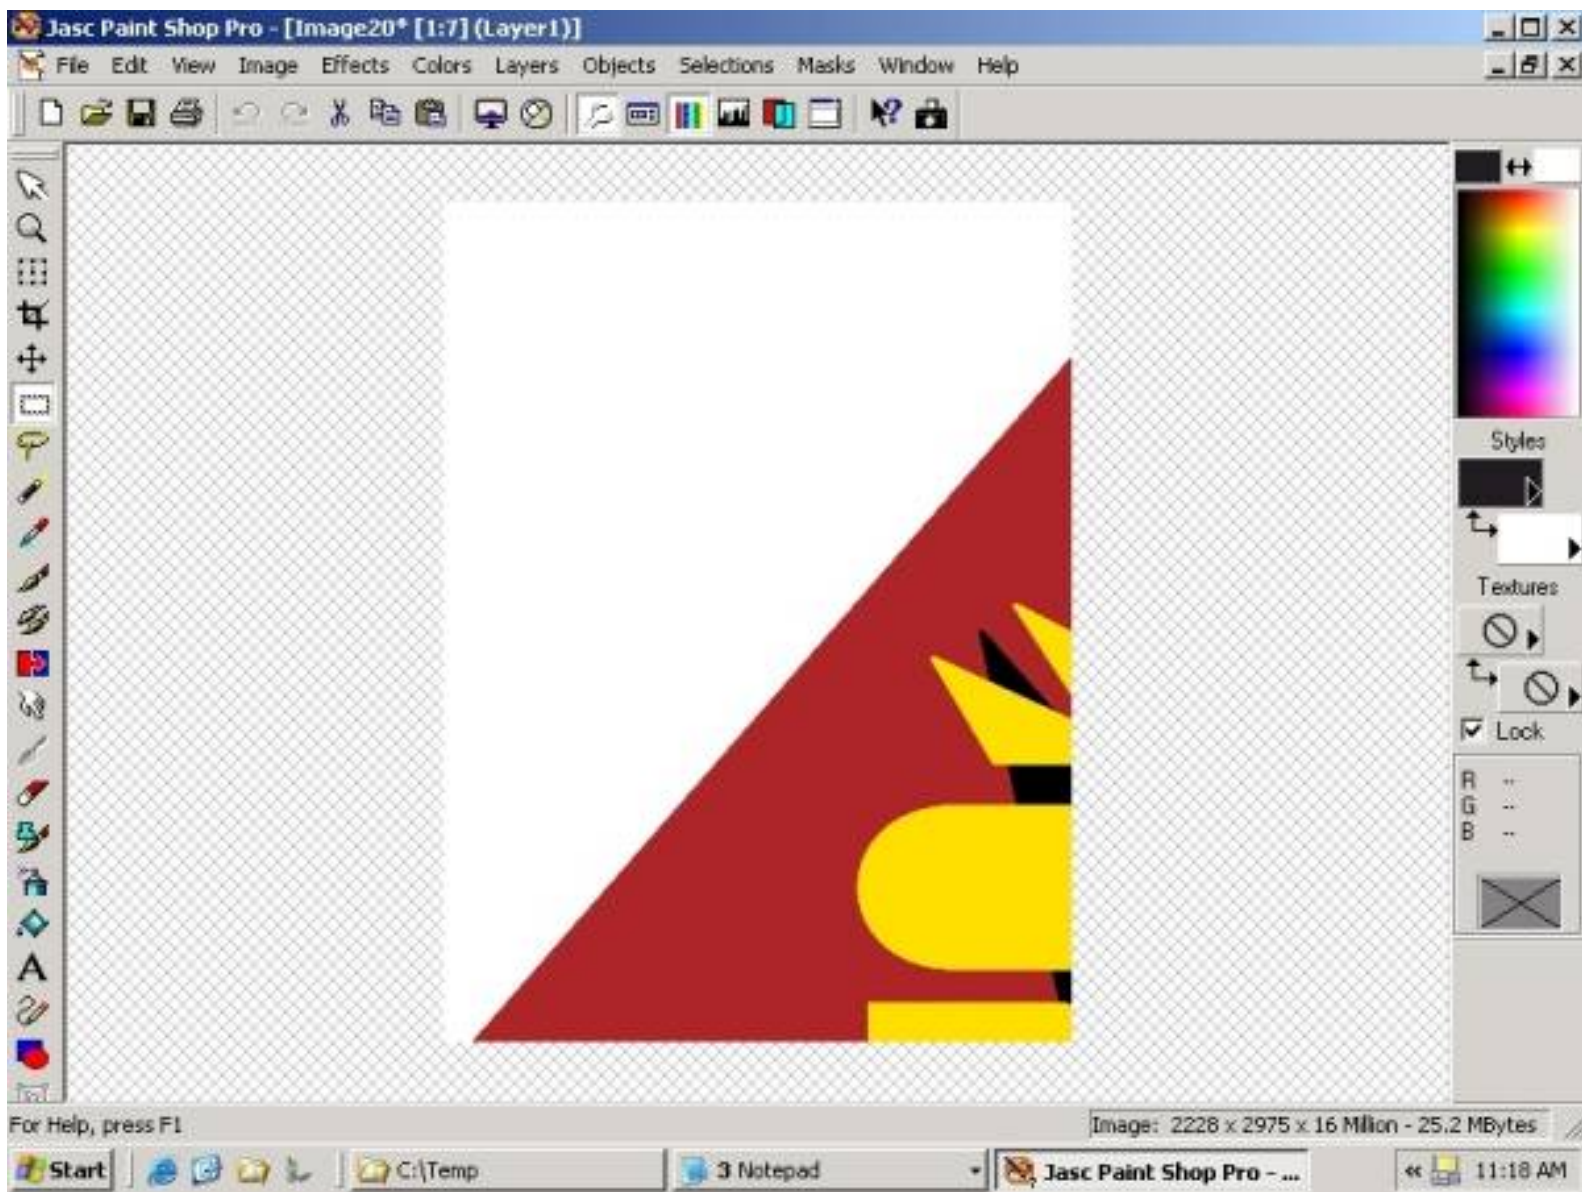 Jasc Paint Shop Pro - [Image20* [1:7] (Layer1)]
File Edit View Image Effects Colors Layers Objects Selections Masks Window Help
Styles
Textures
Lock
R --
G --
B --
A
For Help, press F1
Image: 2228 x 2975 x 16 Million - 25.2 MBytes
Start C:\Temp 3 Notepad Jasc Paint Shop Pro - ... 11:18 AM